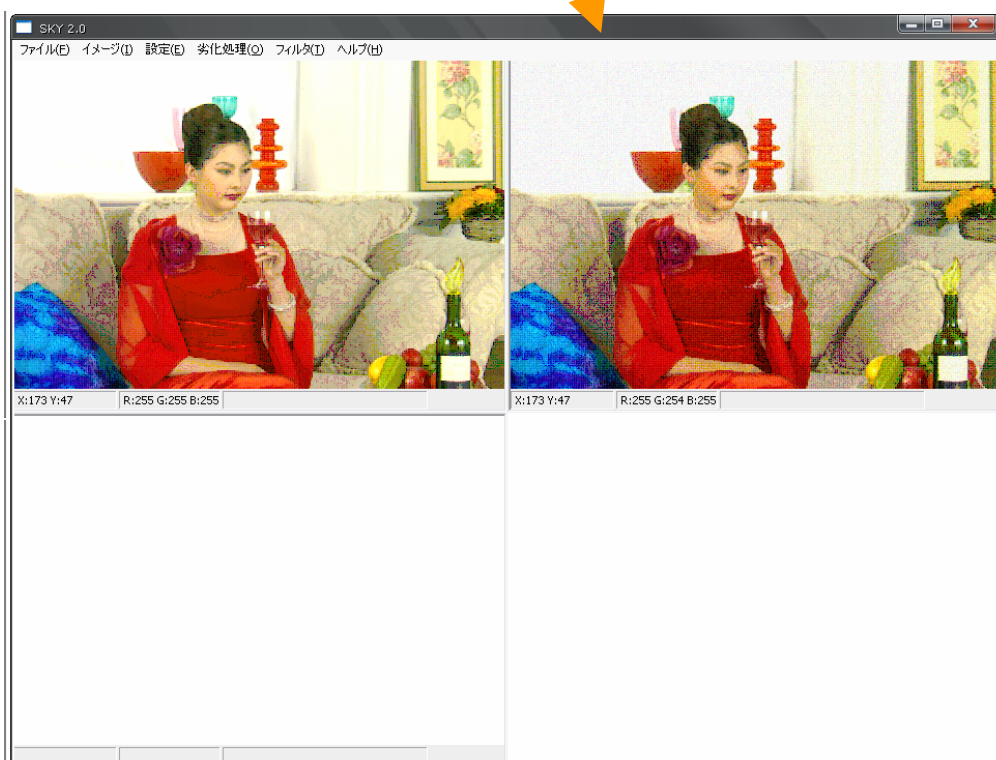 SKY 2.0
ファイル(F) イメージ(I) 設定(E) 劣化処理(O) フィルタ(T) ヘルプ(H)
X:173 Y:47 R:255 G:255 B:255
X:173 Y:47 R:255 G:254 B:255